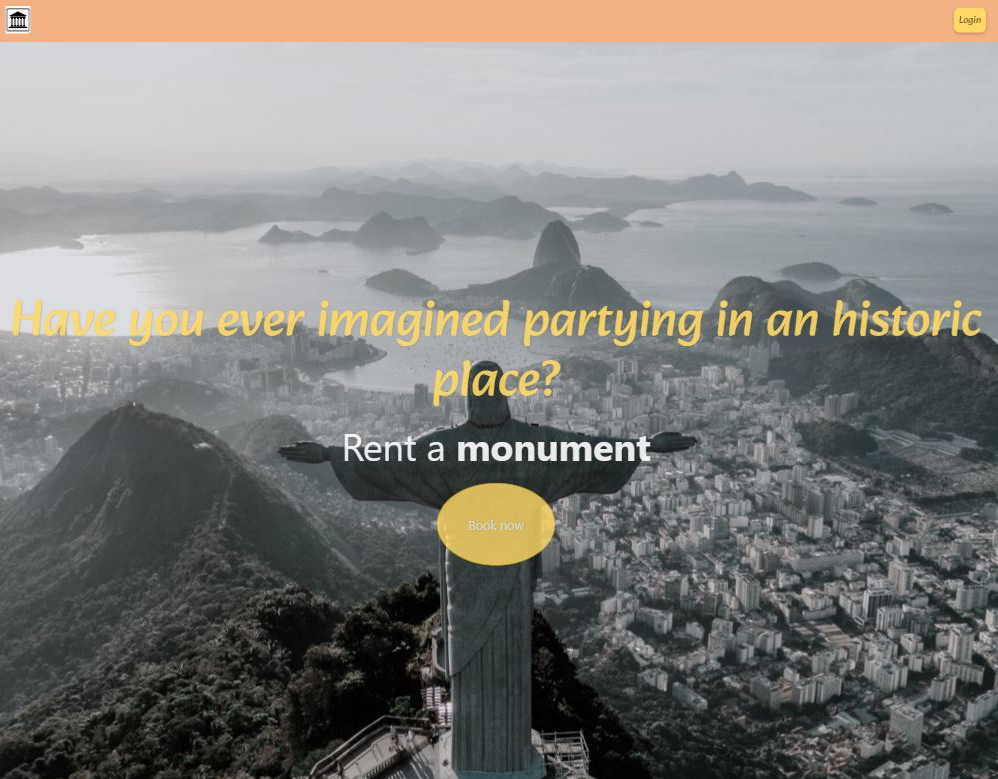 Login
Have you ever imagined partying in an historic
place?
Rent a monument
Book now